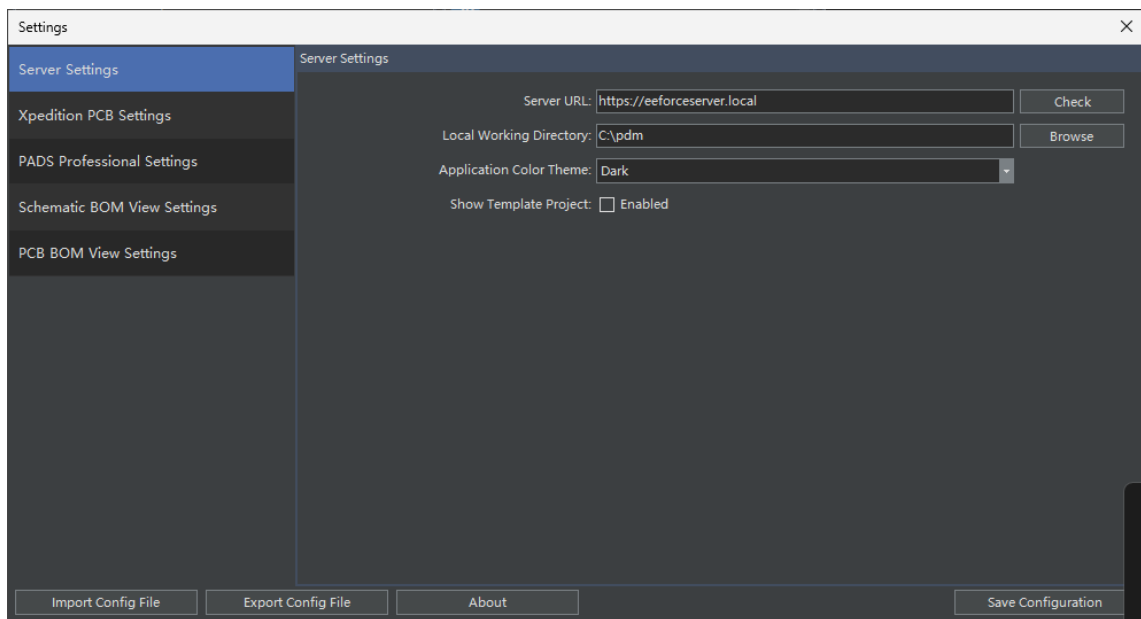 Settings
Server Settings
Xpedition PCB Settings
PADS Professional Settings
Schematic BOM View Settings
PCB BOM View Settings
Server Settings
Server URL: https://eeforceserver.local Check
Local Working Directory: C:\pdm Browse
Application Color Theme: Dark
Show Template Project: Enabled
Import Config File Export Config File About Save Configuration